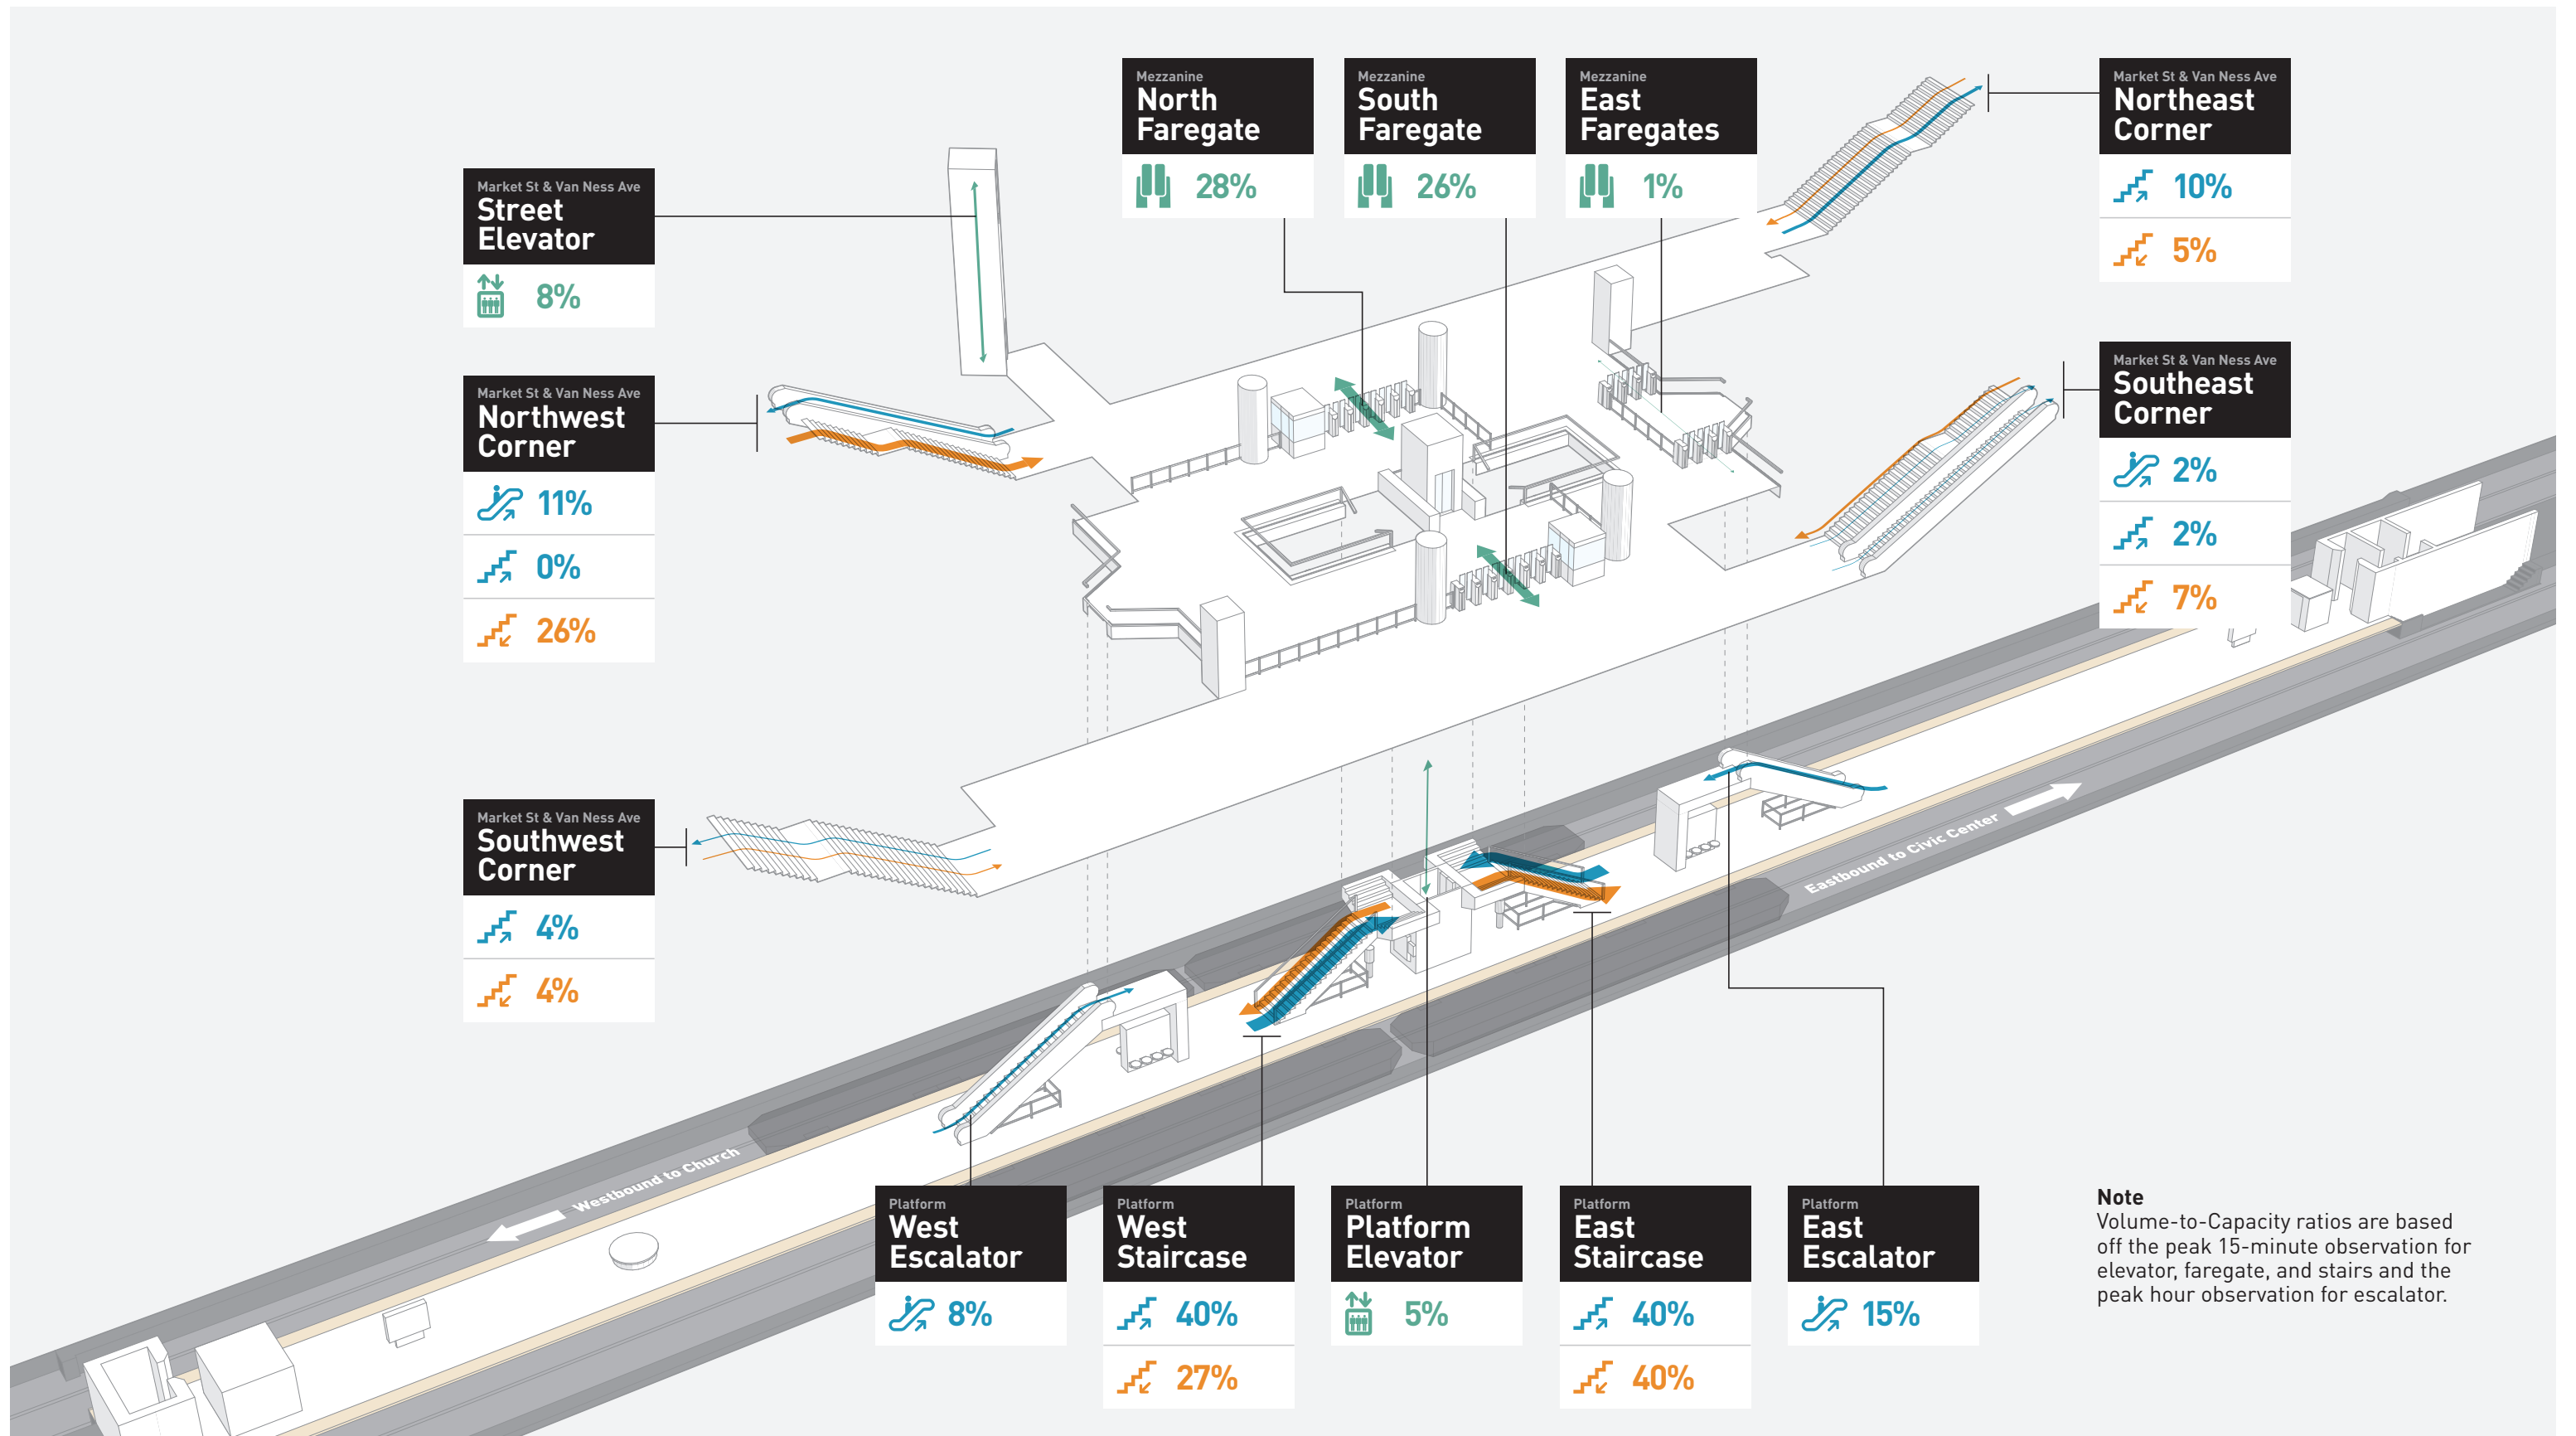 Mezzanine
North
Faregate
28%
Mezzanine
South
Faregate
26%
Mezzanine
East
Faregates
1%
Market St & Van Ness Ave
Northeast
Corner
10%
5%
Market St & Van Ness Ave
Street
Elevator
8%
Market St & Van Ness Ave
Southeast
Corner
2%
2%
7%
Market St & Van Ness Ave
Northwest
Corner
11%
0%
26%
Market St & Van Ness Ave
Southwest
Corner
4%
4%
Eastbound to Civic Center
Westbound to Church
Platform
West
Escalator
8%
Platform
West
Staircase
40%
27%
Platform
Platform
Elevator
5%
Platform
East
Staircase
40%
40%
Platform
East
Escalator
15%
Note
Volume-to-Capacity ratios are based
off the peak 15-minute observation for
elevator, faregate, and stairs and the
peak hour observation for escalator.